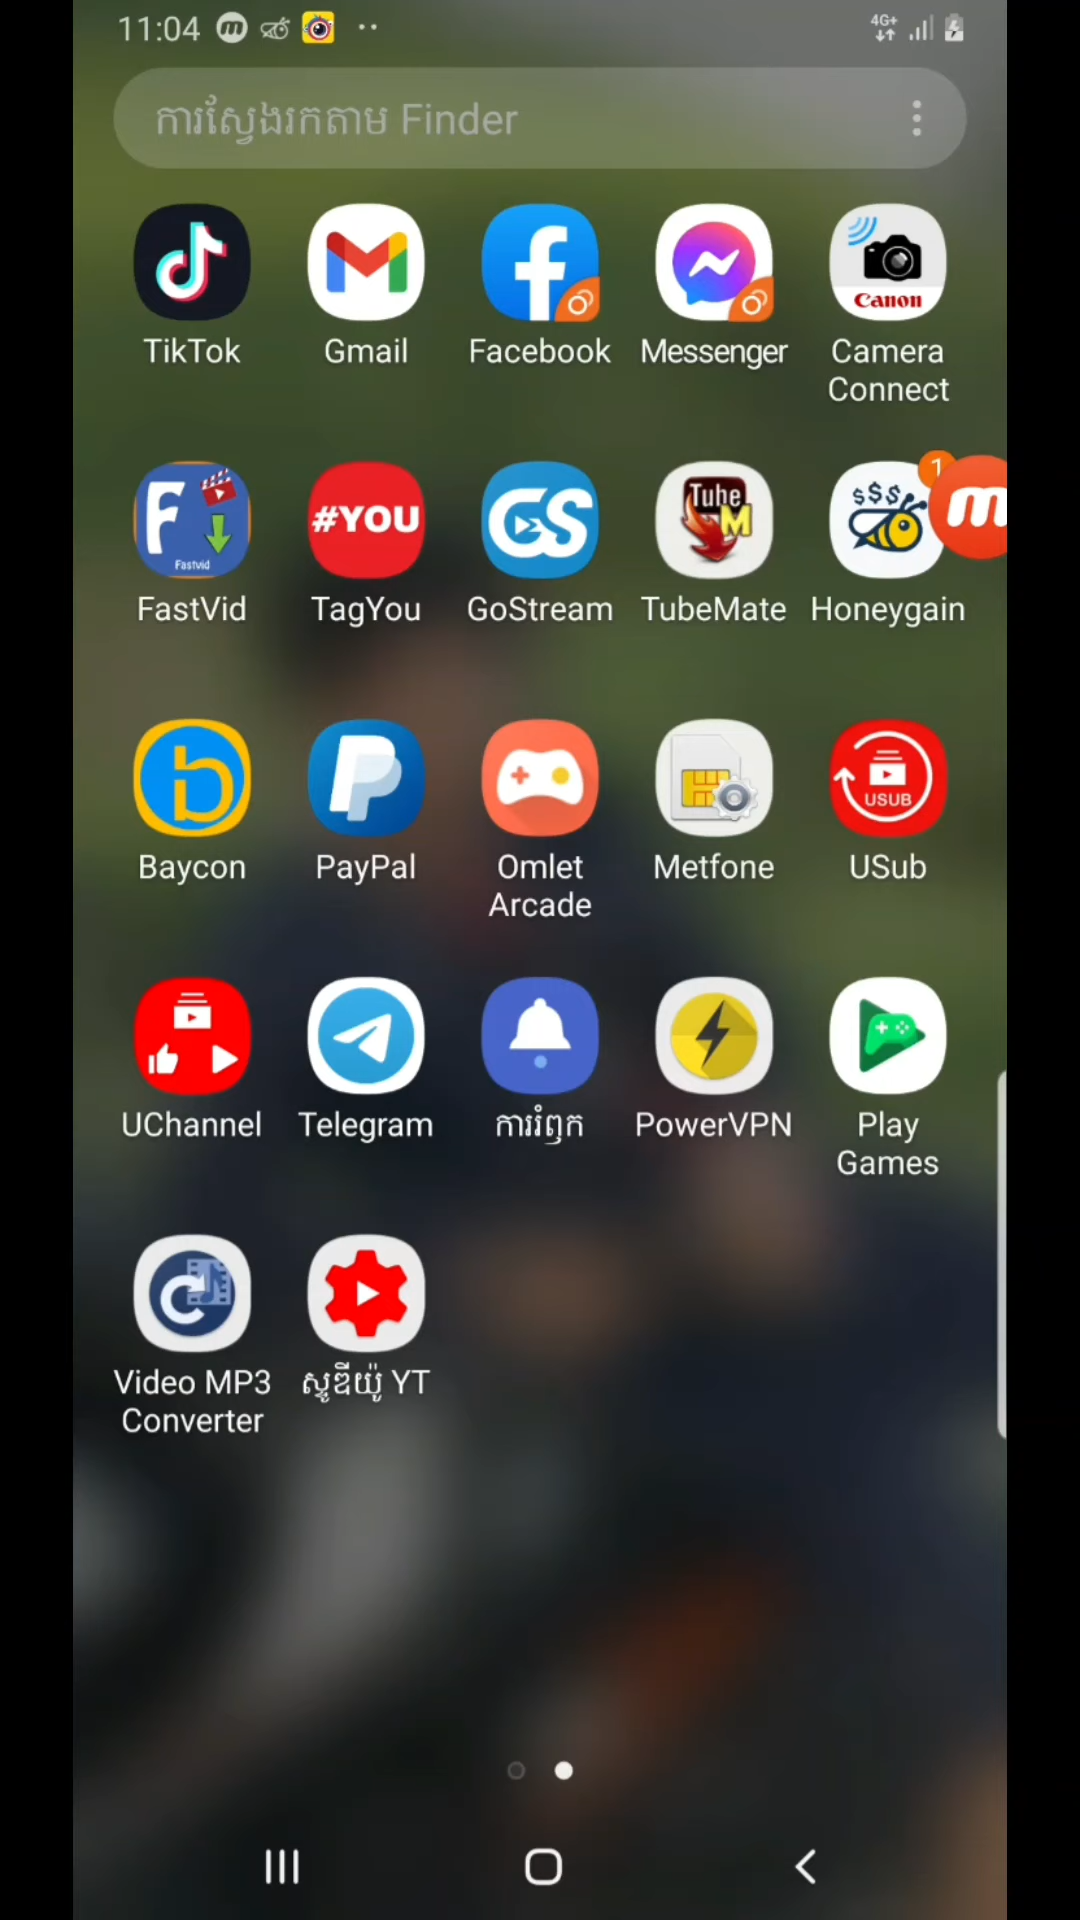 11:04
4G+
ការស្វែងរកតាម Finder
Canon
TikTok
Gmail
Facebook
Messenger
Camera
Connect
F
Fastvid
#YOU
GS
Tube
M
$$$
1
m
FastVid
TagYou
GoStream
TubeMate
Honeygain
b
P
USUB
Baycon
PayPal
Omlet
Arcade
Metfone
USub
UChannel
Telegram
ការរំឭក
PowerVPN
Play
Games
Video MP3
Converter
ស្ទូឌីយ៉ូ YT